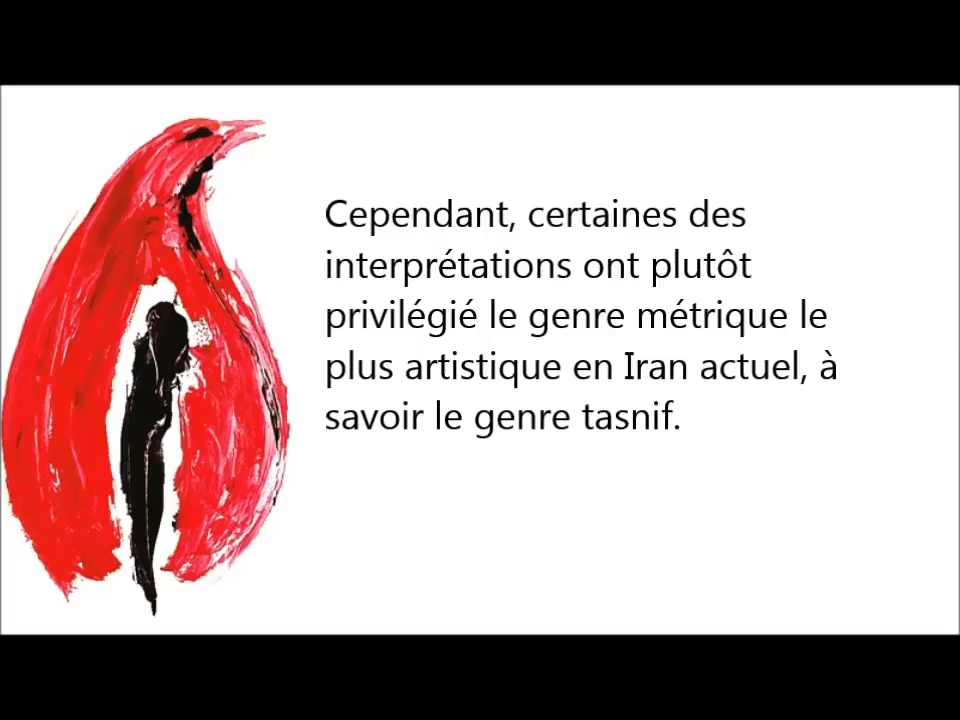 Cependant, certaines des
interprétations ont plutôt
privilégié le genre métrique le
plus artistique en Iran actuel, à
savoir le genre tasnif.